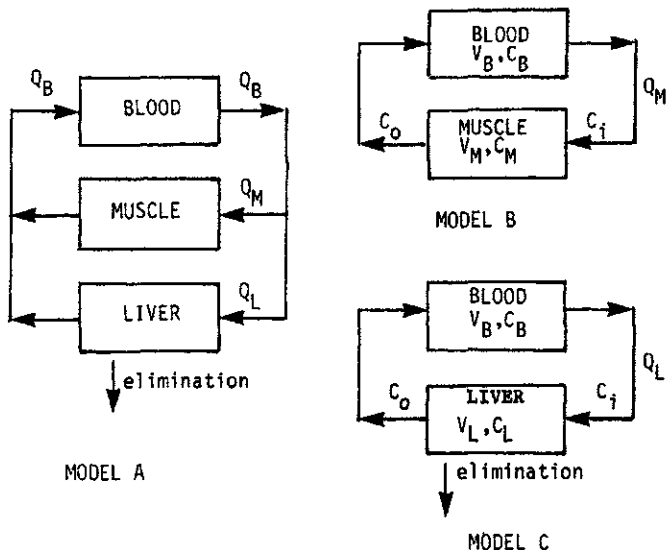 Q_B
Q_B
BLOOD
MUSCLE
Q_M
LIVER
Q_L
elimination
MODEL A
BLOOD
V_B, C_B
Q_M
C_o
MUSCLE
V_M, C_M
C_i
MODEL B
BLOOD
V_B, C_B
Q_L
C_o
LIVER
V_L, C_L
C_i
elimination
MODEL C